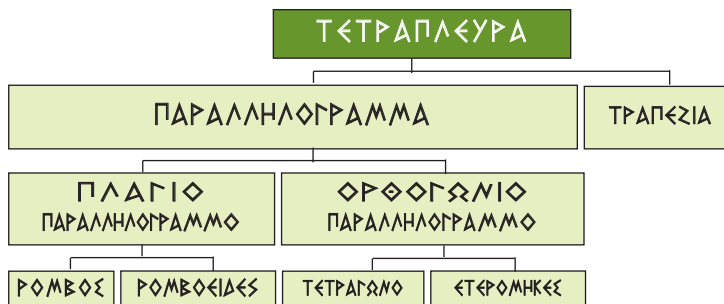 ΤΕΤΡΑΠΛΕΥΡΑ
ΠΑΡΑΛΛΗΛΟΓΡΑΜΜΑ
ΤΡΑΠΕΖΙΑ
ΠΛΑΓΙΟ
ΠΑΡΑΛΛΗΛΟΓΡΑΜΜΟ
ΟΡΘΟΓΩΝΙΟ
ΠΑΡΑΛΛΗΛΟΓΡΑΜΜΟ
ΡΟΜΒΟΣ
ΡΟΜΒΟΕΙΔΕΣ
ΤΕΤΡΑΓΩΝΟ
ΕΤΕΡΟΜΗΚΕΣ